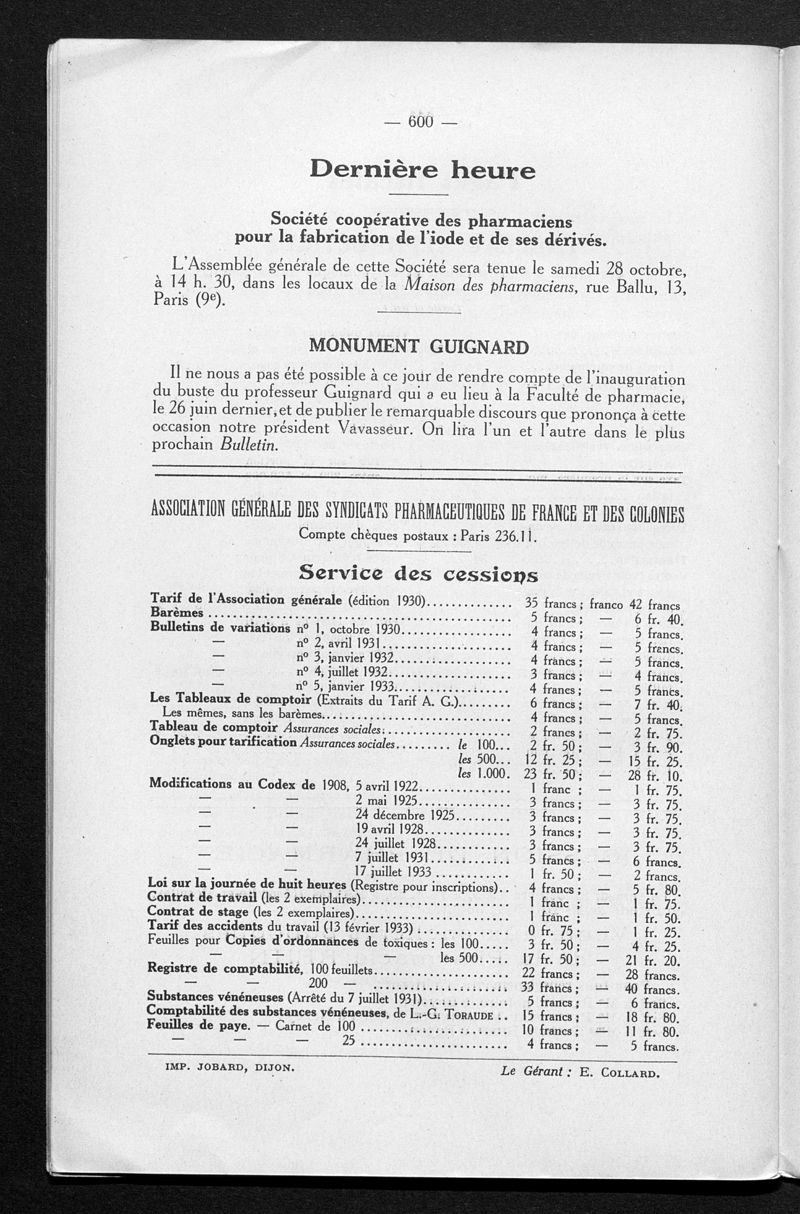 — 600 —
Dernière heure
Société coopérative des pharmaciens
pour la fabrication de l'iode et de ses dérivés.
L'Assemblée générale de cette Société sera tenue le samedi 28 octobre,
à 14 h. 30, dans les locaux de la Maison des pharmaciens, rue Ballu, 13,
Paris (9e).
MONUMENT GUIGNARD
Il ne nous a pas été possible à ce jour de rendre compte de l'inauguration
du buste du professeur Guignard qui a eu lieu à la Faculté de pharmacie,
le 26 juin dernier, et de publier le remarquable discours que prononça à cette
occasion notre président Vavasseur. On lira l'un et l'autre dans le plus
prochain Bulletin.
ASSOCIATION GÉNÉRALE DES SYNDICATS PHARMACEUTIQUES DE FRANCE ET DES COLONIES
Compte chèques postaux : Paris 236.11.
Service des cessions
Tarif de l'Association générale (édition 1930).............. 35 francs ; franco 42 francs
Barèmes .................................................. 5 francs ; — 6 fr. 40.
Bulletins de variations n° 1, octobre 1930.................. 4 francs ; — 5 francs.
— n° 2, avril 1931..................... 4 francs ; — 5 francs.
— n° 3, janvier 1932................... 4 francs ; — 5 francs.
— n° 4, juillet 1932.................... 3 francs ; — 4 francs.
— n° 5, janvier 1933................... 4 francs ; — 5 francs.
Les Tableaux de comptoir (Extraits du Tarif A. G.)......... 6 francs ; — 7 fr. 40.
Les mêmes, sans les barèmes............................... 4 francs ; — 5 francs.
Tableau de comptoir Assurances sociales..................... 2 francs ; — 2 fr. 75.
Onglets pour tarification Assurances sociales......... le 100... 2 fr. 50 ; — 3 fr. 90.
les 500... 12 fr. 25 ; — 15 fr. 25.
les 1.000. 23 fr. 50 ; — 28 fr. 10.
Modifications au Codex de 1908, 5 avril 1922............... 1 franc ; — 1 fr. 75.
— — 2 mai 1925............... 3 francs ; — 3 fr. 75.
— — 24 décembre 1925......... 3 francs ; — 3 fr. 75.
— — 19 avril 1928.............. 3 francs ; — 3 fr. 75.
— — 24 juillet 1928............ 3 francs ; — 3 fr. 75.
— — 7 juillet 1931............. 5 francs ; — 6 francs.
— — 17 juillet 1933 ............ 1 fr. 50 ; — 2 francs.
Loi sur la journée de huit heures (Registre pour inscriptions).. 4 francs ; — 5 fr. 80.
Contrat de travail (les 2 exemplaires)........................ 1 franc ; — 1 fr. 75.
Contrat de stage (les 2 exemplaires)......................... 1 franc ; — 1 fr. 50.
Tarif des accidents du travail (13 février 1933) ............... 0 fr. 75 ; — 1 fr. 25.
Feuilles pour Copies d'ordonnances de toxiques : les 100..... 3 fr. 50 ; — 4 fr. 25.
— — — les 500..... 17 fr. 50 ; — 21 fr. 20.
Registre de comptabilité, 100 feuillets...................... 22 francs ; — 28 francs.
— — 200 — ...................... 33 francs ; — 40 francs.
Substances vénéneuses (Arrêté du 7 juillet 1931).............. 5 francs ; — 6 francs.
Comptabilité des substances vénéneuses, de L.-G. TORAUDE .. 15 francs ; — 18 fr. 80.
Feuilles de paye. — Carnet de 100 ........................ 10 francs ; — 11 fr. 80.
— — — 25 ........................ 4 francs ; — 5 francs.
IMP. JOBARD, DIJON.
Le Gérant : E. COLLARD.